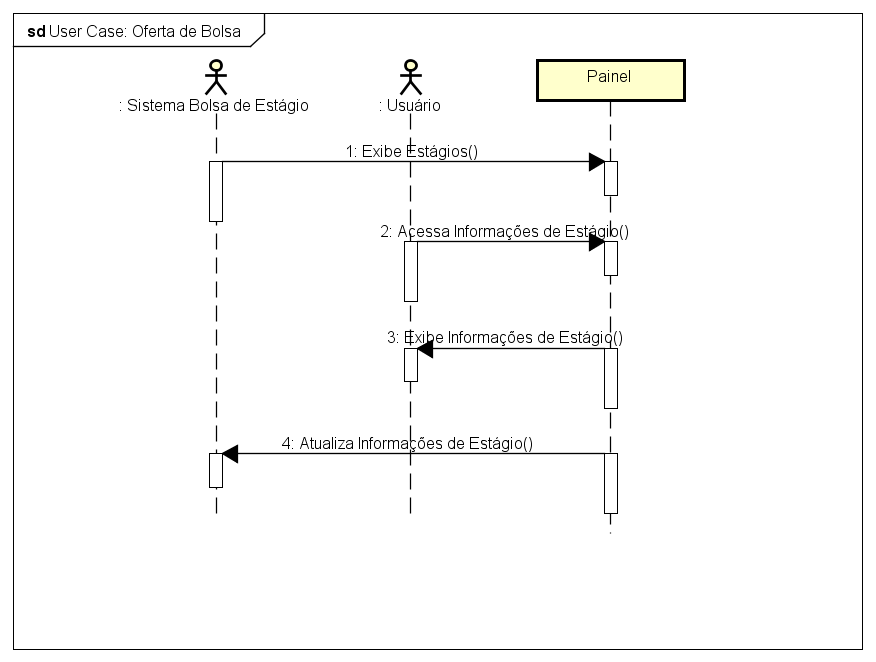 sd User Case: Oferta de Bolsa
: Sistema Bolsa de Estágio
: Usuário
Painel
1: Exibe Estágios()
2: Acessa Informações de Estágio()
3: Exibe Informações de Estágio()
4: Atualiza Informações de Estágio()